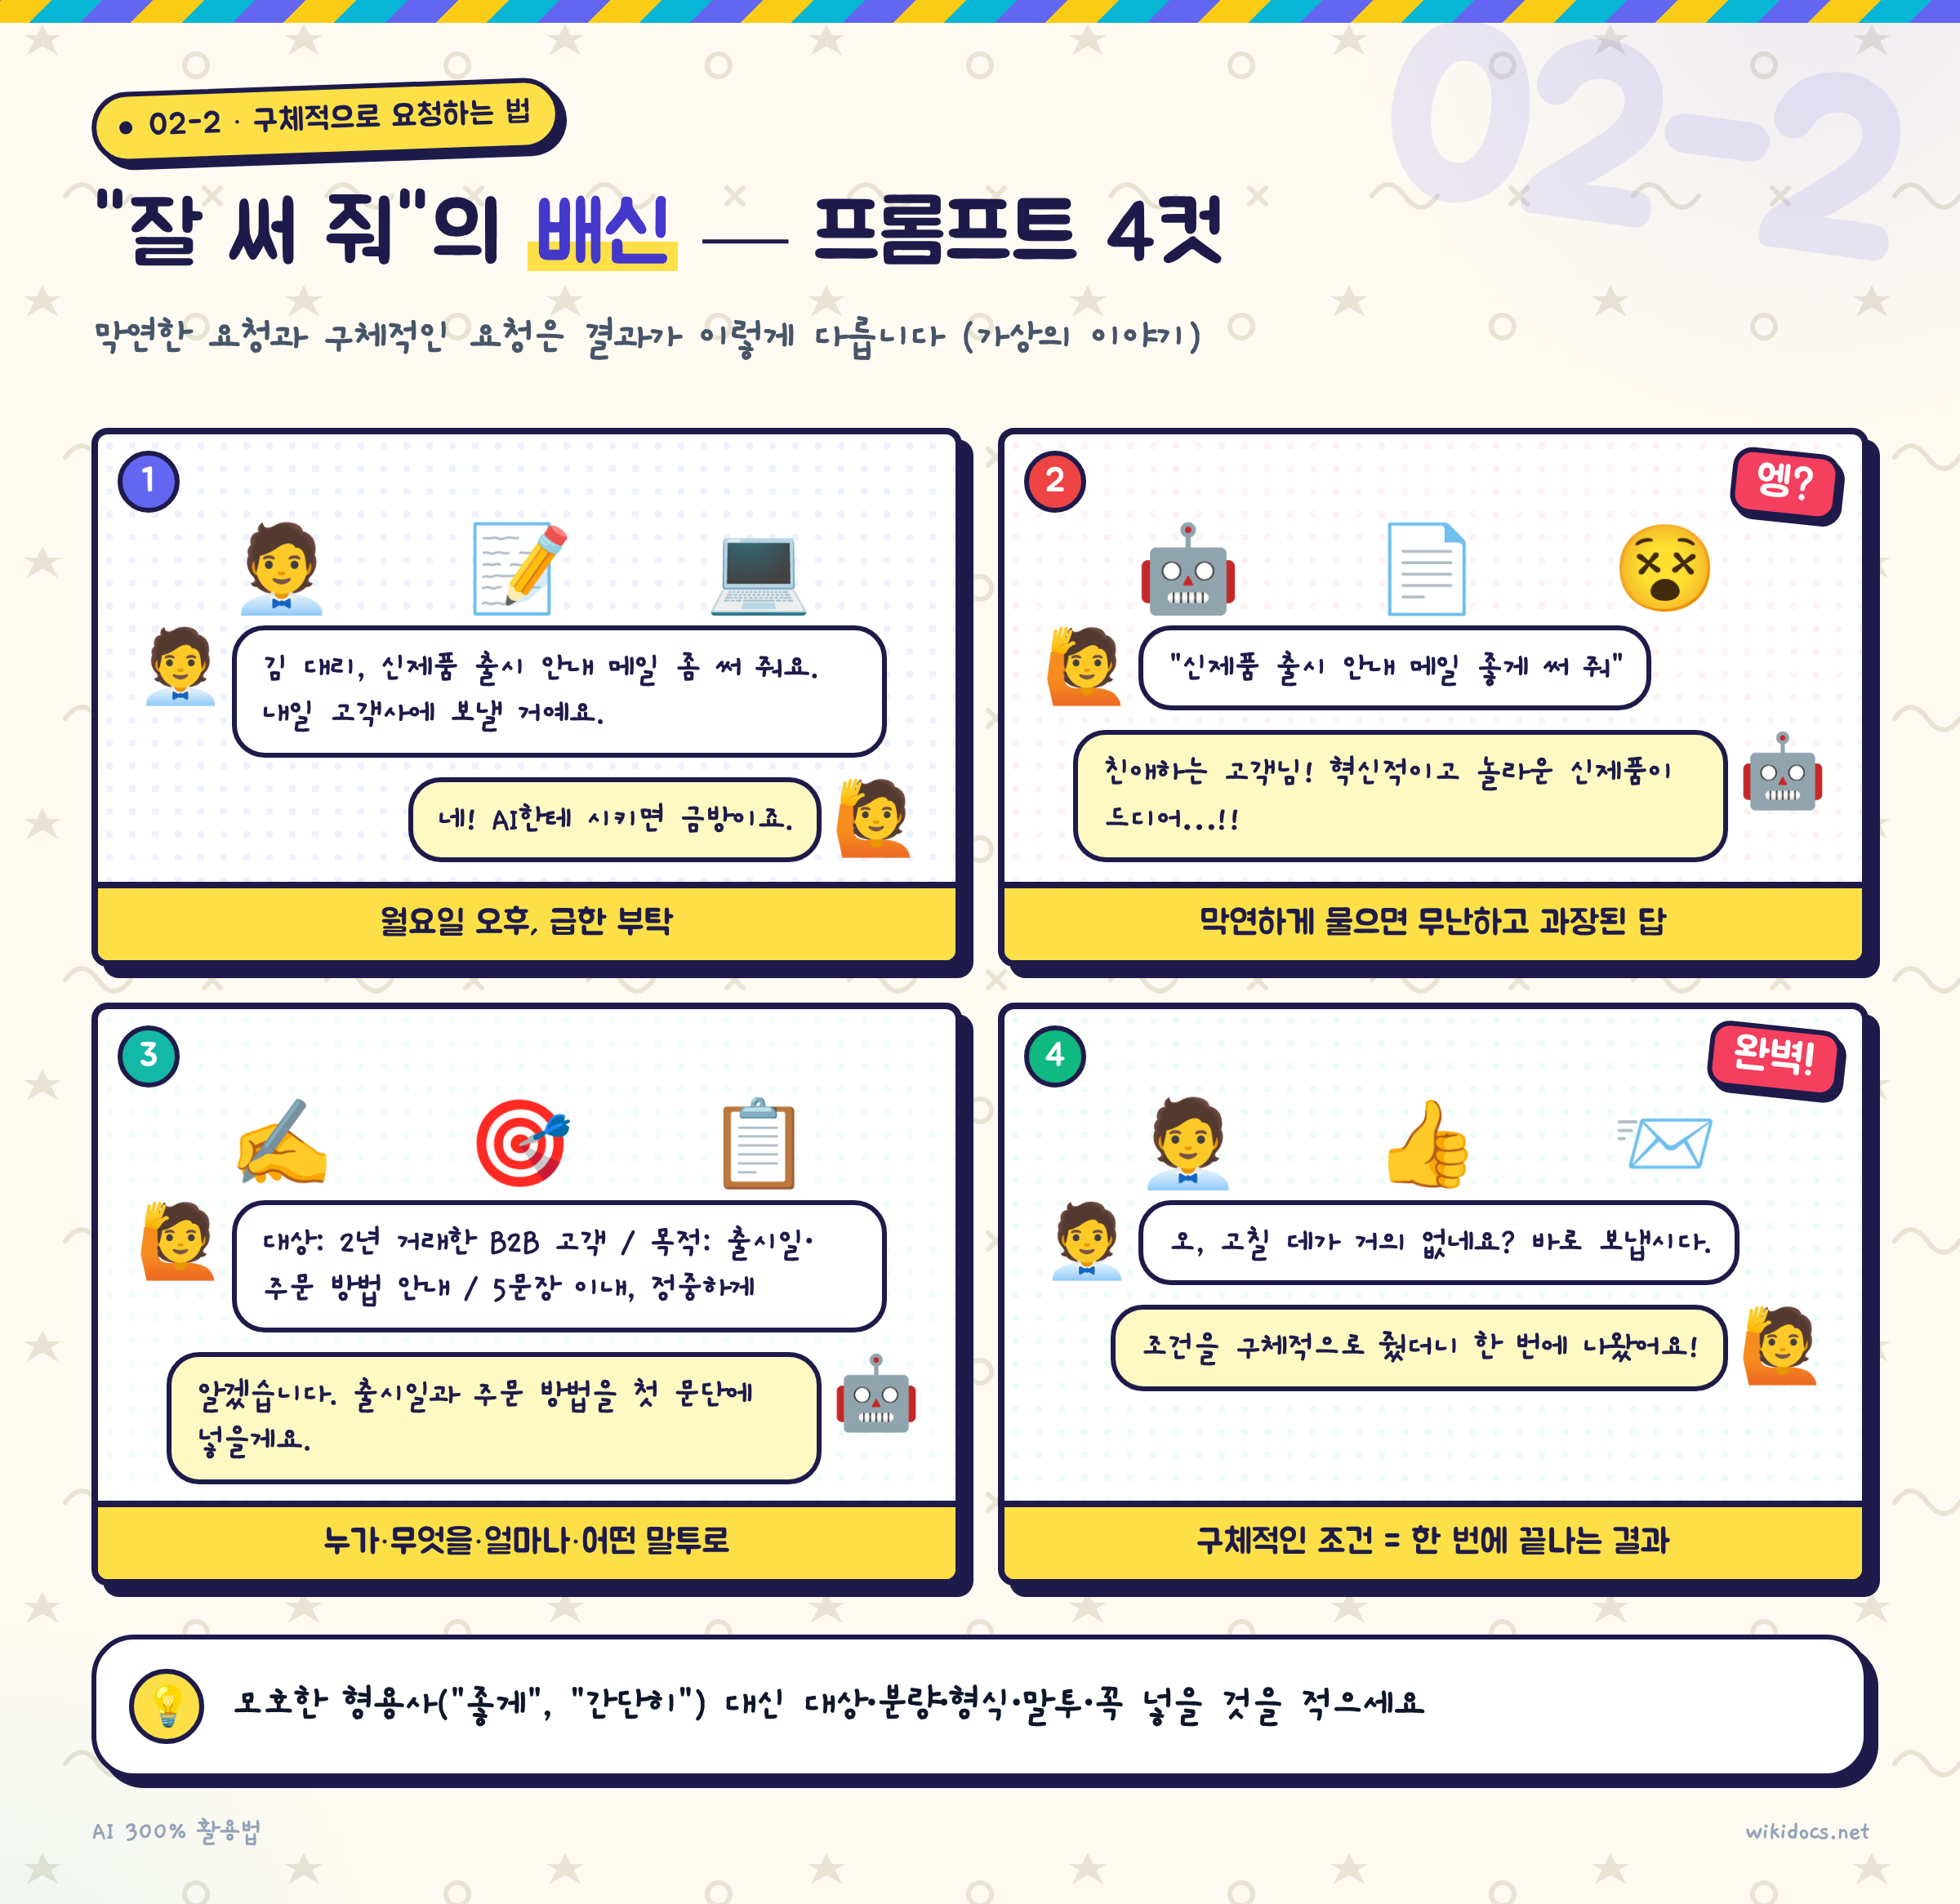 02-2
02-2 · 구체적으로 요청하는 법
"잘 써 줘"의 배신 — 프롬프트 4컷
막연한 요청과 구체적인 요청은 결과가 이렇게 다릅니다 (가상의 이야기)
1
김 대리, 신제품 출시 안내 메일 좀 써 줘요.
내일 고객사에 보낼 거예요.
네! AI한테 시키면 금방이죠.
월요일 오후, 급한 부탁
2
엥?
"신제품 출시 안내 메일 좋게 써 줘"
친애하는 고객님! 혁신적이고 놀라운 신제품이
드디어...!!
막연하게 물으면 무난하고 과장된 답
3
대상: 2년 거래한 B2B 고객 / 목적: 출시일·
주문 방법 안내 / 5문장 이내, 정중하게
알겠습니다. 출시일과 주문 방법을 첫 문단에
넣을게요.
누가·무엇을·얼마나·어떤 말투로
4
완벽!
오, 고칠 데가 거의 없네요? 바로 보냅시다.
조건을 구체적으로 줬더니 한 번에 나왔어요!
구체적인 조건 = 한 번에 끝나는 결과
모호한 형용사("좋게", "간단히") 대신 대상·분량·형식·말투·꼭 넣을 것을 적으세요
AI 300% 활용법
wikidocs.net